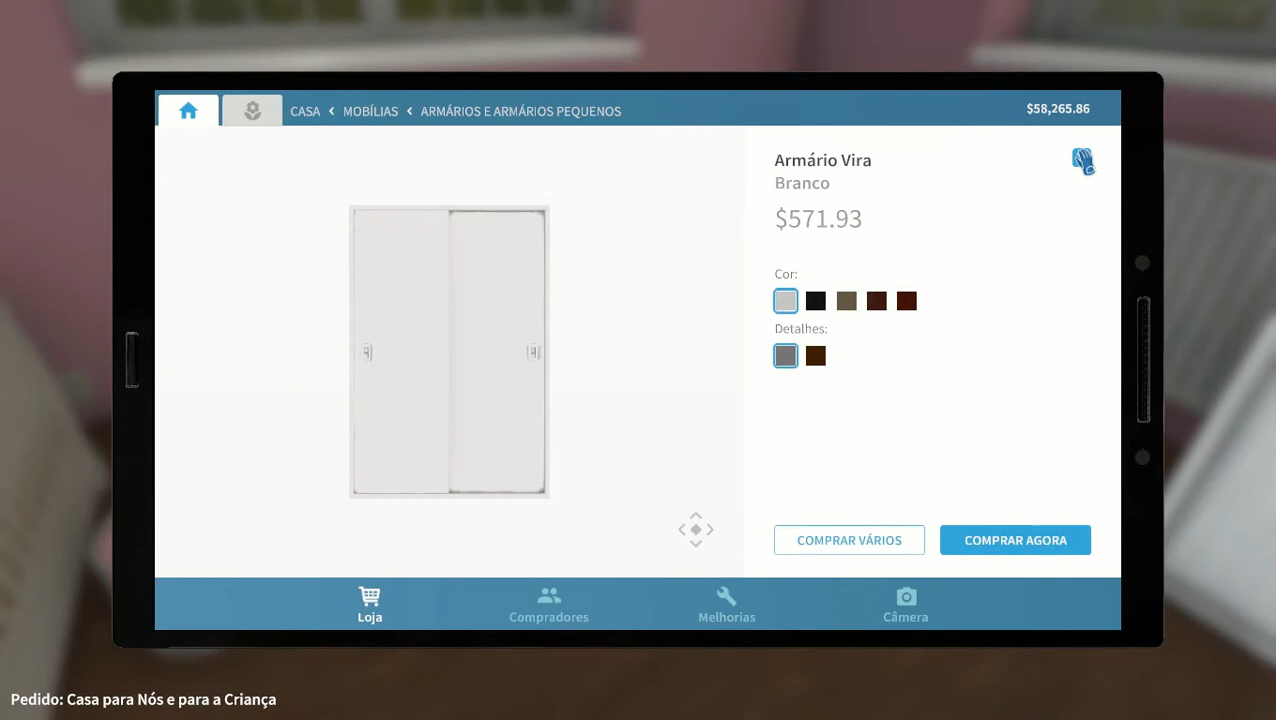 CASA < MOBÍLIAS < ARMÁRIOS E ARMÁRIOS PEQUENOS
$58,265.86
Armário Vira
Branco
$571.93
Cor:
Detalhes:
COMPRAR VÁRIOS
COMPRAR AGORA
Loja
Compradores
Melhorias
Câmera
Pedido: Casa para Nós e para a Criança